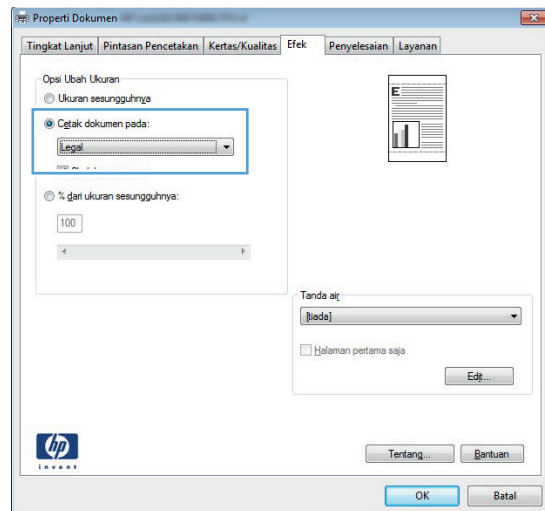 Properti Dokumen
Tingkat Lanjut Pintasan Pencetakan Kertas/Kualitas Efek Penyelesaian Layanan
Opsi Ubah Ukuran
Ukuran sesungguhnya
E
Cetak dokumen pada:
Legal
% dari ukuran sesungguhnya:
100
Tanda air
[tiada]
Halaman pertama saja
Edit...
hp
invent
Tentang... Bantuan
OK Batal